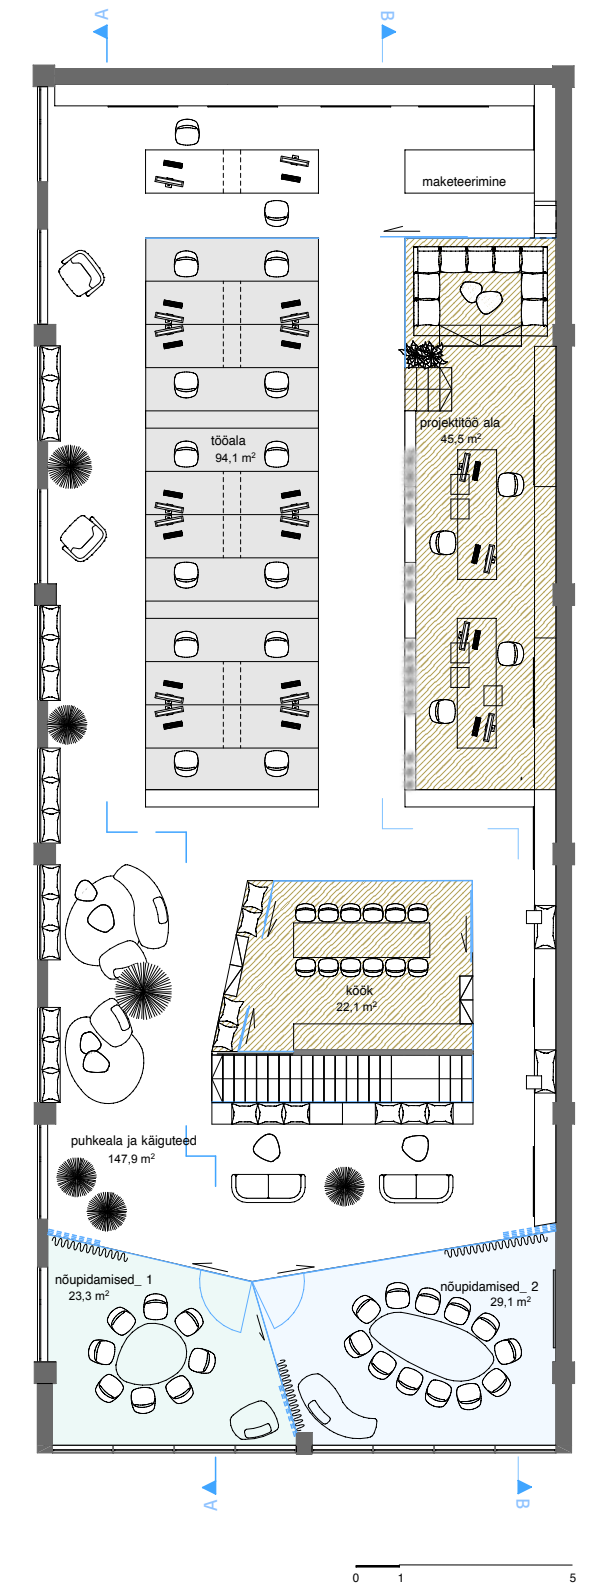 A
B
maketeerimine
projektitöö ala
45,5 m²
tööala
94,1 m²
köök
22,1 m²
puhkeala ja käiguteed
147,9 m²
nõupidamised_ 1
23,3 m²
nõupidamised_ 2
29,1 m²
A
B
0 1 5